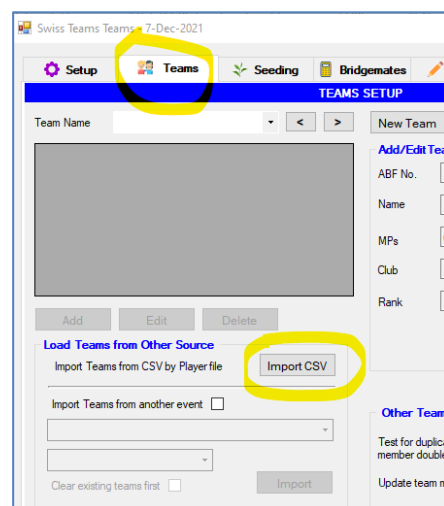 Swiss Teams Teams - 7-Dec-2021
Setup Teams Seeding Bridgemates
TEAMS SETUP
Team Name < > New Team
Add/Edit Tea
ABF No.
Name
MPs
Club
Rank
Add Edit Delete
Load Teams from Other Source
Import Teams from CSV by Player file Import CSV
Import Teams from another event
Other Team
Test for duplica
member double
Clear existing teams first Import Update team m